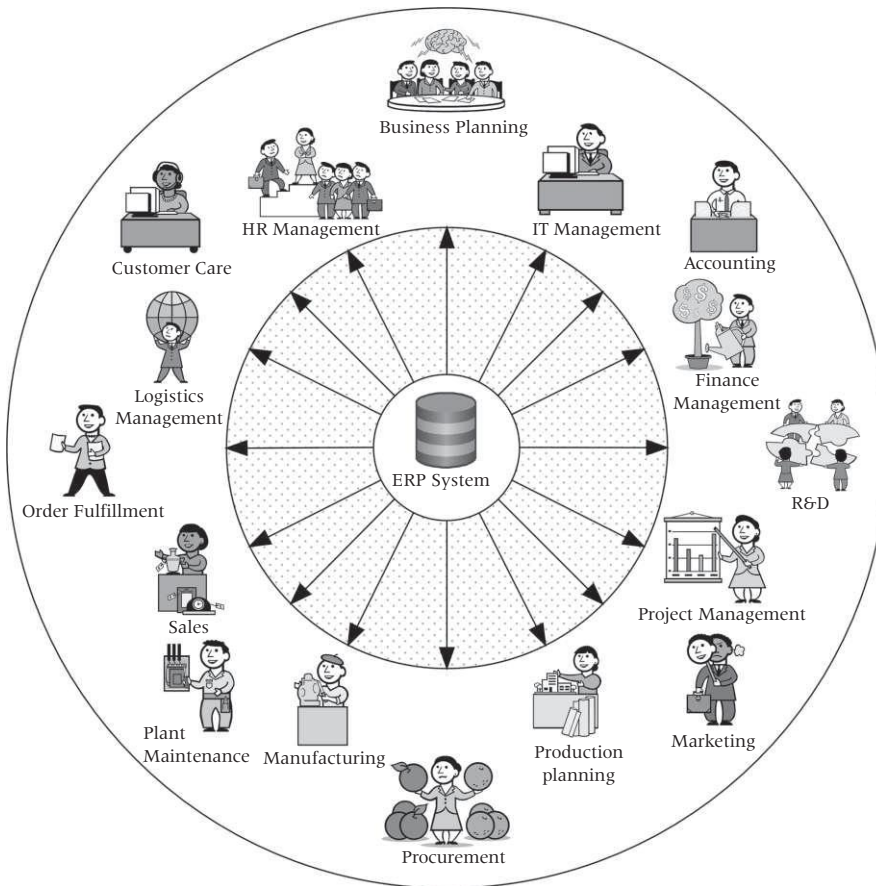 Business Planning
HR Management
IT Management
Customer Care
Accounting
Logistics
Management
Finance
Management
ERP System
Order Fulfillment
R&D
Sales
Project Management
Plant
Maintenance
Manufacturing
Production
planning
Marketing
Procurement